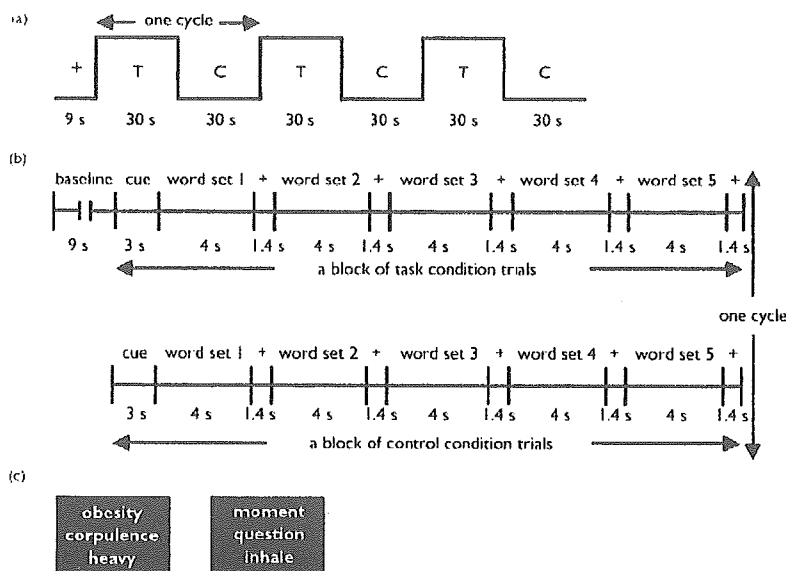 (a)
one cycle
+ T C T C T C
9 s 30 s 30 s 30 s 30 s 30 s 30 s
(b)
baseline cue word set 1 + word set 2 + word set 3 + word set 4 + word set 5 +
9 s 3 s 4 s 1.4 s 4 s 1.4 s 4 s 1.4 s 4 s 1.4 s 4 s 1.4 s
a block of task condition trials
one cycle
cue word set 1 + word set 2 + word set 3 + word set 4 + word set 5 +
3 s 4 s 1.4 s 4 s 1.4 s 4 s 1.4 s 4 s 1.4 s 4 s 1.4 s
a block of control condition trials
(c)
obesity
corpulence
heavy
moment
question
inhale